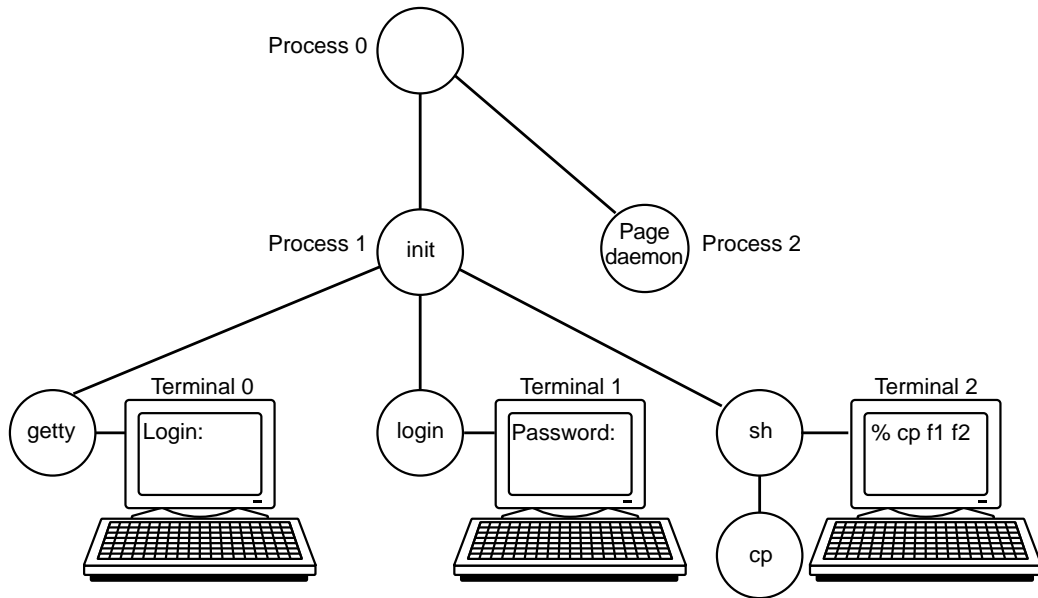 Process 0
Process 1
init
Page
daemon
Process 2
Terminal 0
Terminal 1
Terminal 2
getty
Login:
login
Password:
sh
% cp f1 f2
cp